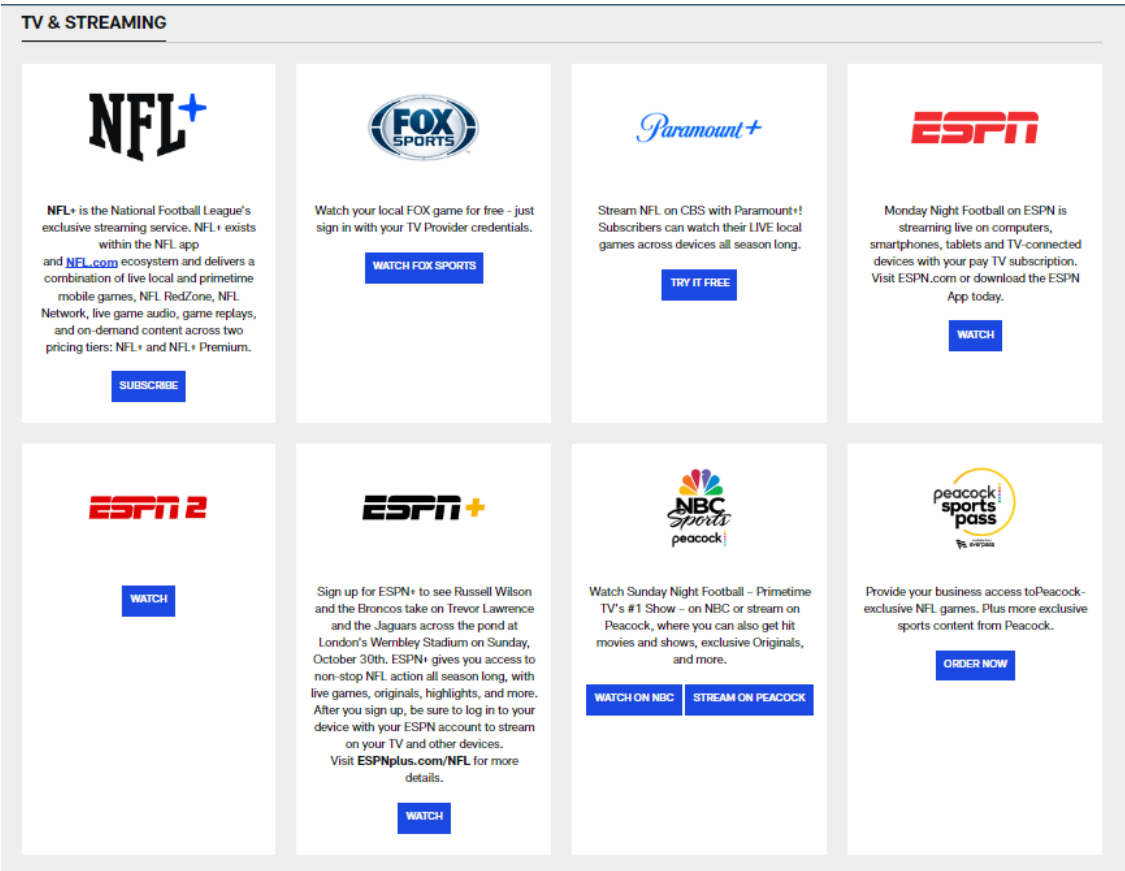 TV & STREAMING
NFL+
NFL+ is the National Football League's
exclusive streaming service. NFL+ exists
within the NFL app
and NFL.com ecosystem and delivers a
combination of live local and primetime
mobile games, NFL RedZone, NFL
Network, live game audio, game replays,
and on-demand content across two
pricing tiers: NFL+ and NFL+ Premium.
SUBSCRIBE
FOX
SPORTS
Watch your local FOX game for free - just
sign in with your TV Provider credentials.
WATCH FOX SPORTS
Paramount+
Stream NFL on CBS with Paramount+!
Subscribers can watch their LIVE local
games across devices all season long.
TRY IT FREE
ESPN
Monday Night Football on ESPN is
streaming live on computers,
smartphones, tablets and TV-connected
devices with your pay TV subscription.
Visit ESPN.com or download the ESPN
App today.
WATCH
ESPN 2
WATCH
ESPN+
Sign up for ESPN+ to see Russell Wilson
and the Broncos take on Trevor Lawrence
and the Jaguars across the pond at
London's Wembley Stadium on Sunday,
October 30th. ESPN+ gives you access to
non-stop NFL action all season long, with
live games, originals, highlights, and more.
After you sign up, be sure to log in to your
device with your ESPN account to stream
on your TV and other devices.
Visit ESPNplus.com/NFL for more
details.
WATCH
NBC
Sports
peacock
Watch Sunday Night Football – Primetime
TV's #1 Show – on NBC or stream on
Peacock, where you can also get hit
movies and shows, exclusive Originals,
and more.
WATCH ON NBC
STREAM ON PEACOCK
peacock
sports
pass
everpass
Provide your business access toPeacock-
exclusive NFL games. Plus more exclusive
sports content from Peacock.
ORDER NOW